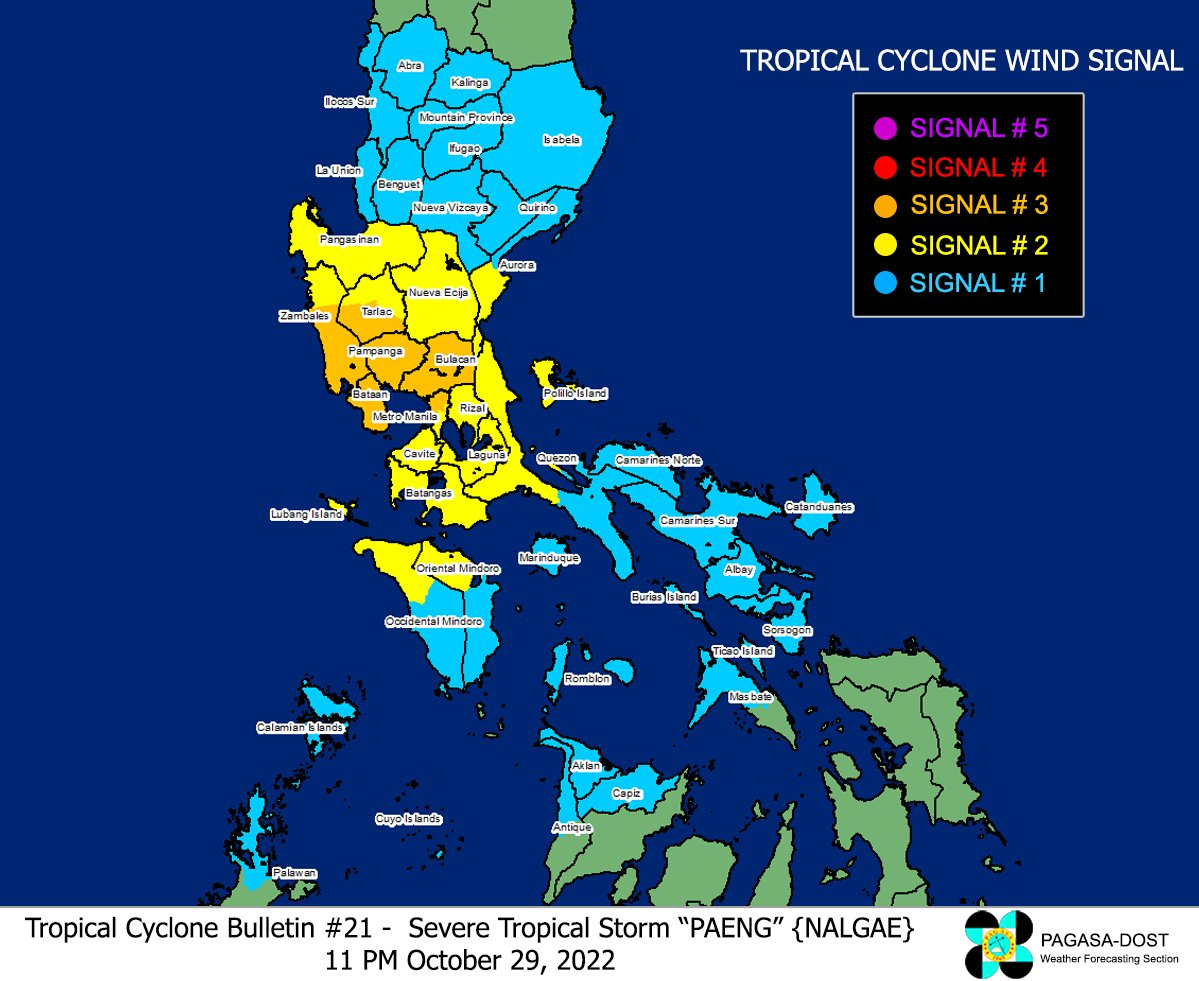 TROPICAL CYCLONE WIND SIGNAL
SIGNAL # 5
SIGNAL # 4
SIGNAL # 3
SIGNAL # 2
SIGNAL # 1
Abra
Kalinga
Ilocos Sur
Mountain Province
Isabela
Ifugao
La Union
Benguet
Nueva Vizcaya
Quirino
Pangasinan
Aurora
Nueva Ecija
Zambales
Tarlac
Pampanga
Bulacan
Bataan
Polillo Island
Metro Manila
Rizal
Cavite
Laguna
Quezon
Camarines Norte
Batangas
Lubang Island
Catanduanes
Camarines Sur
Marinduque
Oriental Mindoro
Albay
Burias Island
Occidental Mindoro
Sorsogon
Ticao Island
Romblon
Masbate
Calamian Islands
Aklan
Capiz
Cuyo Islands
Antique
Palawan
Tropical Cyclone Bulletin #21 - Severe Tropical Storm “PAENG” {NALGAE}
11 PM October 29, 2022
PAGASA-DOST
Weather Forecasting Section